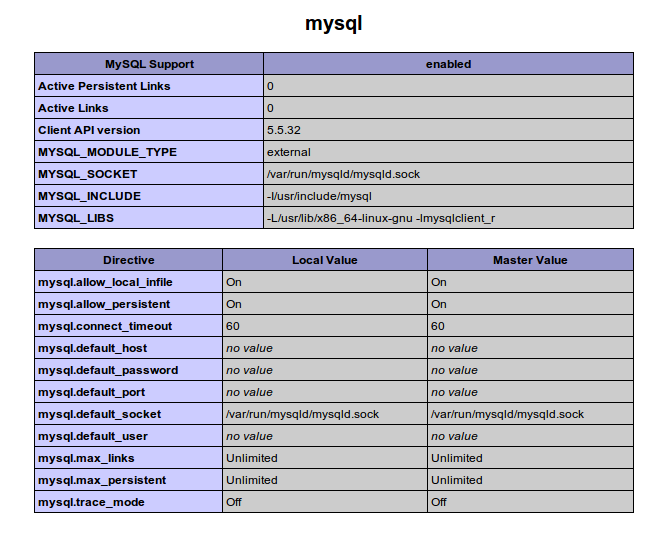 mysql
MySQL Support enabled
Active Persistent Links 0
Active Links 0
Client API version 5.5.32
MYSQL_MODULE_TYPE external
MYSQL_SOCKET /var/run/mysqld/mysqld.sock
MYSQL_INCLUDE -I/usr/include/mysql
MYSQL_LIBS -L/usr/lib/x86_64-linux-gnu -lmysqlclient_r
Directive Local Value Master Value
mysql.allow_local_infile On On
mysql.allow_persistent On On
mysql.connect_timeout 60 60
mysql.default_host no value no value
mysql.default_password no value no value
mysql.default_port no value no value
mysql.default_socket /var/run/mysqld/mysqld.sock /var/run/mysqld/mysqld.sock
mysql.default_user no value no value
mysql.max_links Unlimited Unlimited
mysql.max_persistent Unlimited Unlimited
mysql.trace_mode Off Off